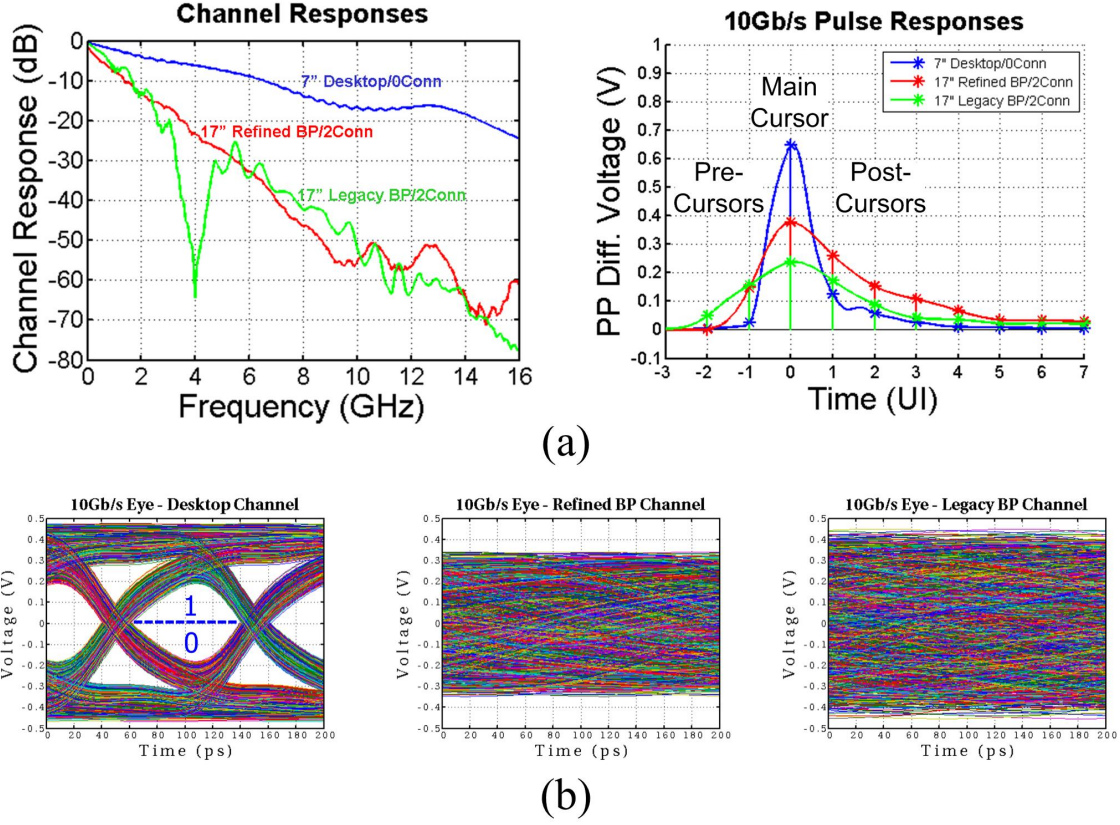 Channel Responses
Channel Response (dB)
0
-10
-20
-30
-40
-50
-60
-70
-80
7” Desktop/0Conn
17” Refined BP/2Conn
17” Legacy BP/2Conn
0 2 4 6 8 10 12 14 16
Frequency (GHz)
10Gb/s Pulse Responses
PP Diff. Voltage (V)
1
0.9
0.8
0.7
0.6
0.5
0.4
0.3
0.2
0.1
0
-0.1
7" Desktop/0Conn
17" Refined BP/2Conn
17" Legacy BP/2Conn
Main
Cursor
Pre-
Cursors
Post-
Cursors
-3 -2 -1 0 1 2 3 4 5 6 7
Time (UI)
(a)
10Gb/s Eye - Desktop Channel
Voltage (V)
0.5
0.4
0.3
0.2
0.1
0
-0.1
-0.2
-0.3
-0.4
-0.5
1
0
0 20 40 60 80 100 120 140 160 180 200
Time (ps)
10Gb/s Eye - Refined BP Channel
Voltage (V)
0.5
0.4
0.3
0.2
0.1
0
-0.1
-0.2
-0.3
-0.4
-0.5
0 20 40 60 80 100 120 140 160 180 200
Time (ps)
10Gb/s Eye - Legacy BP Channel
Voltage (V)
0.5
0.4
0.3
0.2
0.1
0
-0.1
-0.2
-0.3
-0.4
-0.5
0 20 40 60 80 100 120 140 160 180 200
Time (ps)
(b)